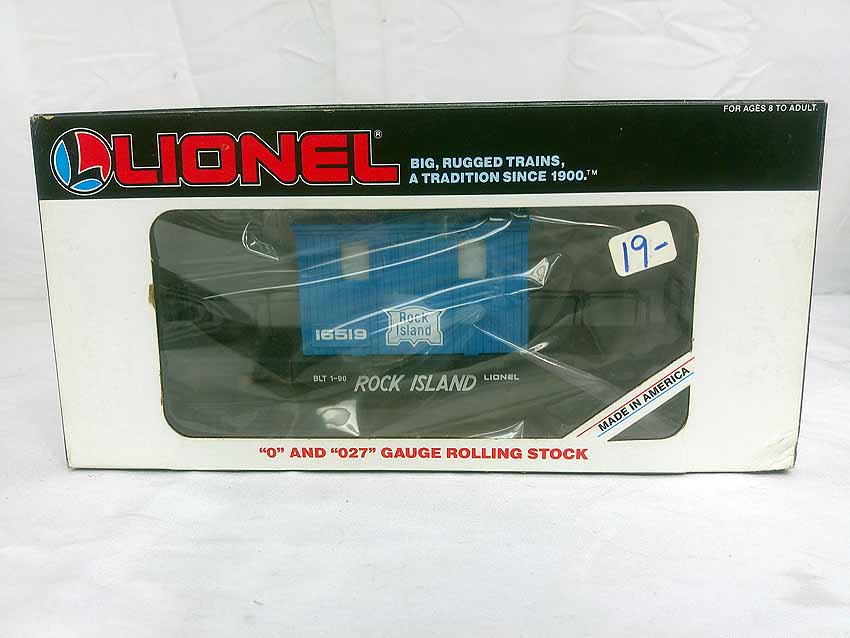 FOR AGES 8 TO ADULT.
LIONEL®
BIG, RUGGED TRAINS,
A TRADITION SINCE 1900.™
19-
Rock
Island
16519
BLT 1-90 ROCK ISLAND LIONEL
MADE IN AMERICA
"O" AND "027" GAUGE ROLLING STOCK